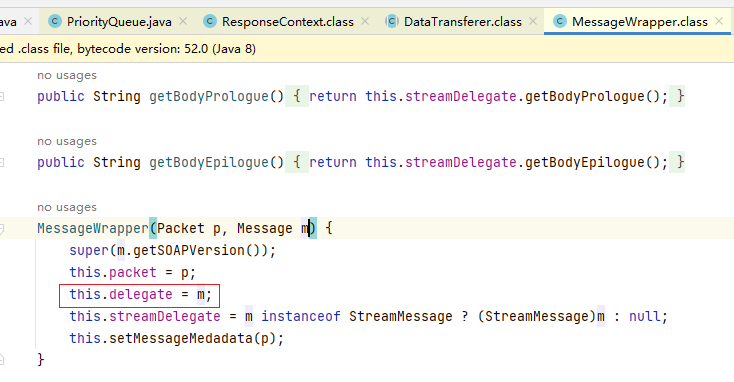 ava PriorityQueue.java ResponseContext.class DataTransferer.class MessageWrapper.class
ed .class file, bytecode version: 52.0 (Java 8)
no usages
public String getBodyPrologue() { return this.streamDelegate.getBodyPrologue(); }
no usages
public String getBodyEpilogue() { return this.streamDelegate.getBodyEpilogue(); }
no usages
MessageWrapper(Packet p, Message m) {
super(m.getSOAPVersion());
this.packet = p;
this.delegate = m;
this.streamDelegate = m instanceof StreamMessage ? (StreamMessage)m : null;
this.setMessageMedadata(p);
}